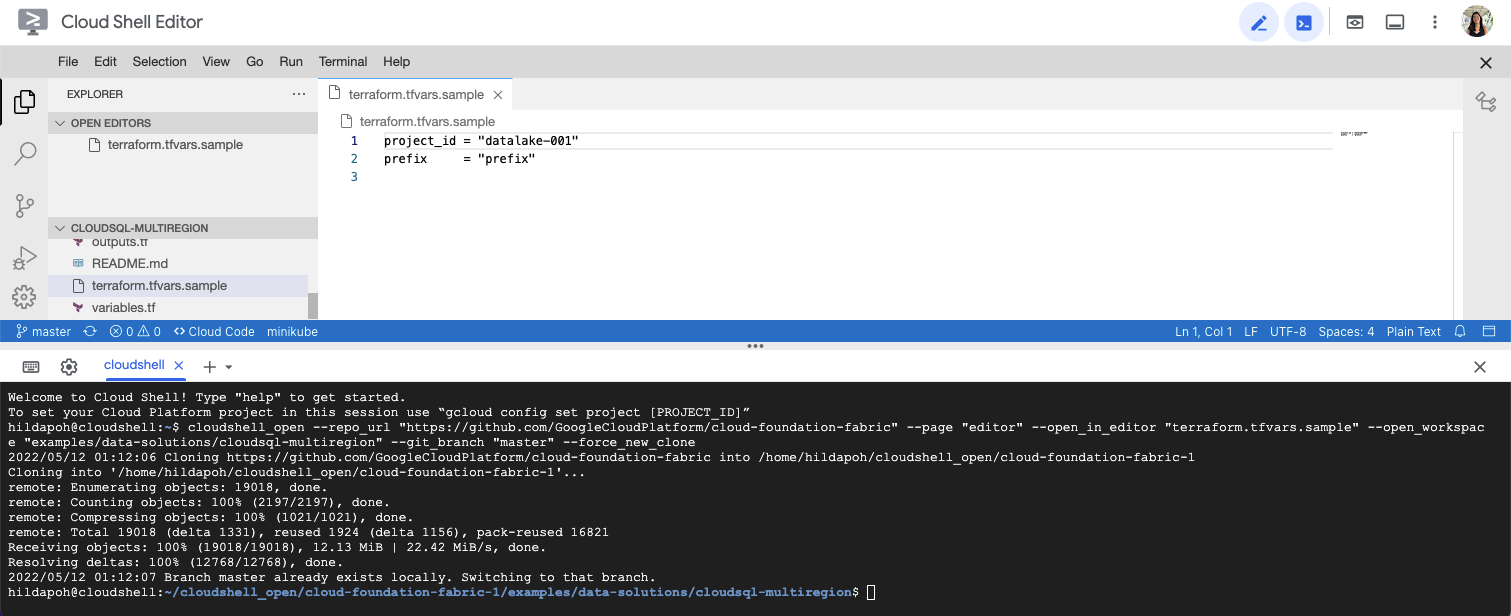 Cloud Shell Editor
File Edit Selection View Go Run Terminal Help
EXPLORER
OPEN EDITORS
terraform.tfvars.sample
CLOUDSQL-MULTIREGION
outputs.tf
README.md
terraform.tfvars.sample
variables.tf
terraform.tfvars.sample
terraform.tfvars.sample
1 project_id = "datalake-001"
2 prefix     = "prefix"
3
master 0 0 Cloud Code minikube Ln 1, Col 1 LF UTF-8 Spaces: 4 Plain Text
cloudshell
Welcome to Cloud Shell! Type "help" to get started.
To set your Cloud Platform project in this session use “gcloud config set project [PROJECT_ID]”
hildapoh@cloudshell:~$ cloudshell_open --repo_url "https://github.com/GoogleCloudPlatform/cloud-foundation-fabric" --page "editor" --open_in_editor "terraform.tfvars.sample" --open_workspac
e "examples/data-solutions/cloudsql-multiregion" --git_branch "master" --force_new_clone
2022/05/12 01:12:06 Cloning https://github.com/GoogleCloudPlatform/cloud-foundation-fabric into /home/hildapoh/cloudshell_open/cloud-foundation-fabric-1
Cloning into '/home/hildapoh/cloudshell_open/cloud-foundation-fabric-1'...
remote: Enumerating objects: 19018, done.
remote: Counting objects: 100% (2197/2197), done.
remote: Compressing objects: 100% (1021/1021), done.
remote: Total 19018 (delta 1331), reused 1924 (delta 1156), pack-reused 16821
Receiving objects: 100% (19018/19018), 12.13 MiB | 22.42 MiB/s, done.
Resolving deltas: 100% (12768/12768), done.
2022/05/12 01:12:07 Branch master already exists locally. Switching to that branch.
hildapoh@cloudshell:~/cloudshell_open/cloud-foundation-fabric-1/examples/data-solutions/cloudsql-multiregion$